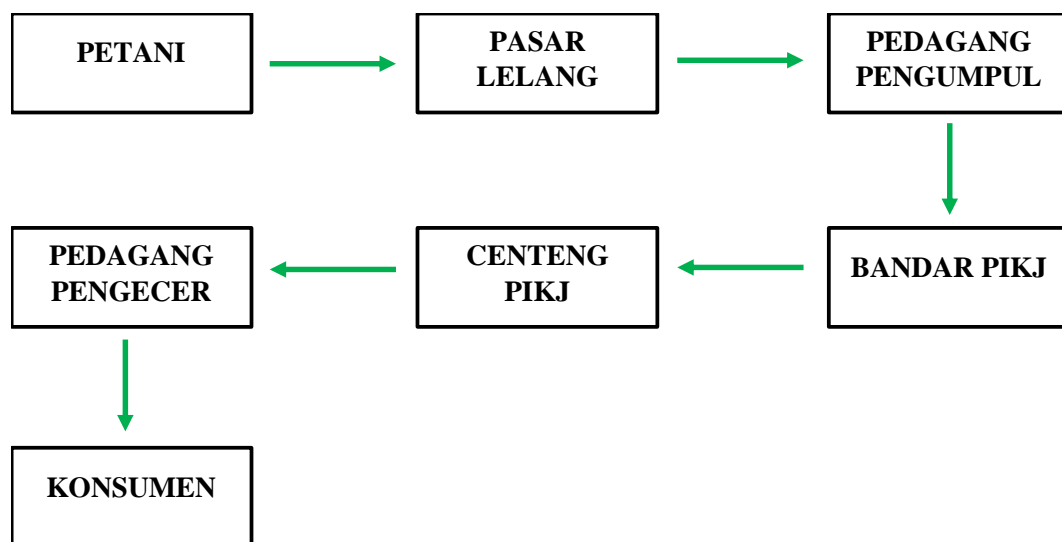 PETANI
PASAR
LELANG
PEDAGANG
PENGUMPUL
PEDAGANG
PENGECER
CENTENG
PIKJ
BANDAR PIKJ
KONSUMEN